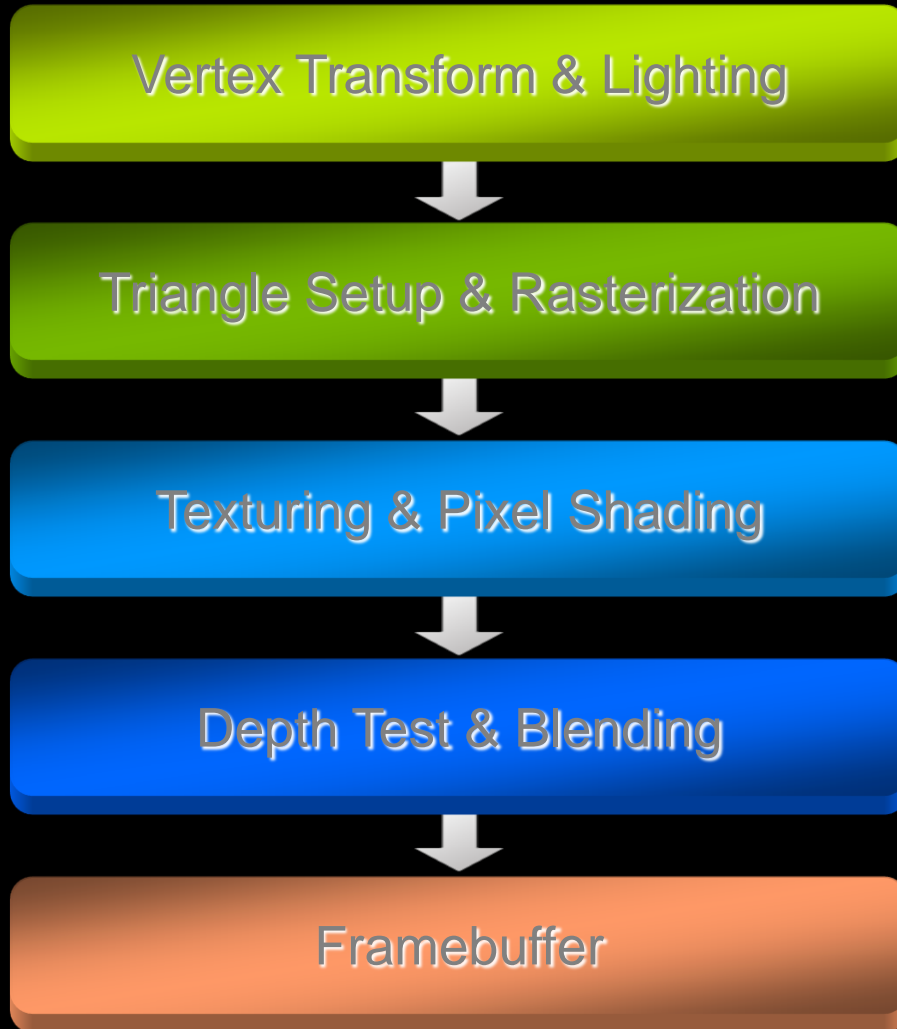 Vertex Transform & Lighting
Triangle Setup & Rasterization
Texturing & Pixel Shading
Depth Test & Blending
Framebuffer